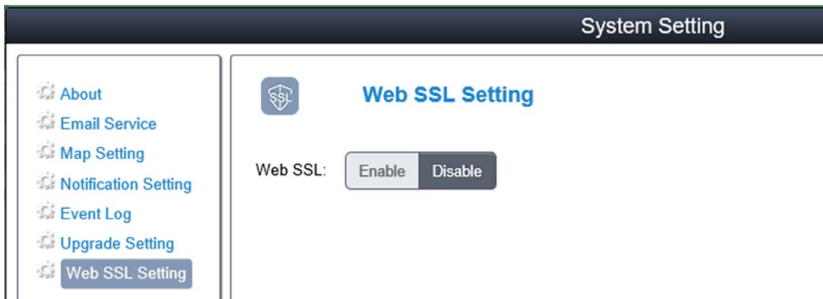 System Setting
About
Email Service
Map Setting
Notification Setting
Event Log
Upgrade Setting
Web SSL Setting
SSL
Web SSL Setting
Web SSL: Enable Disable